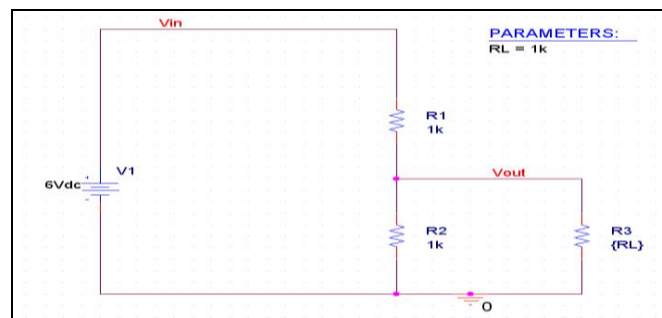 Vin
PARAMETERS:
RL = 1k
R1
1k
V1
6Vdc
Vout
R2
1k
R3
{RL}
0